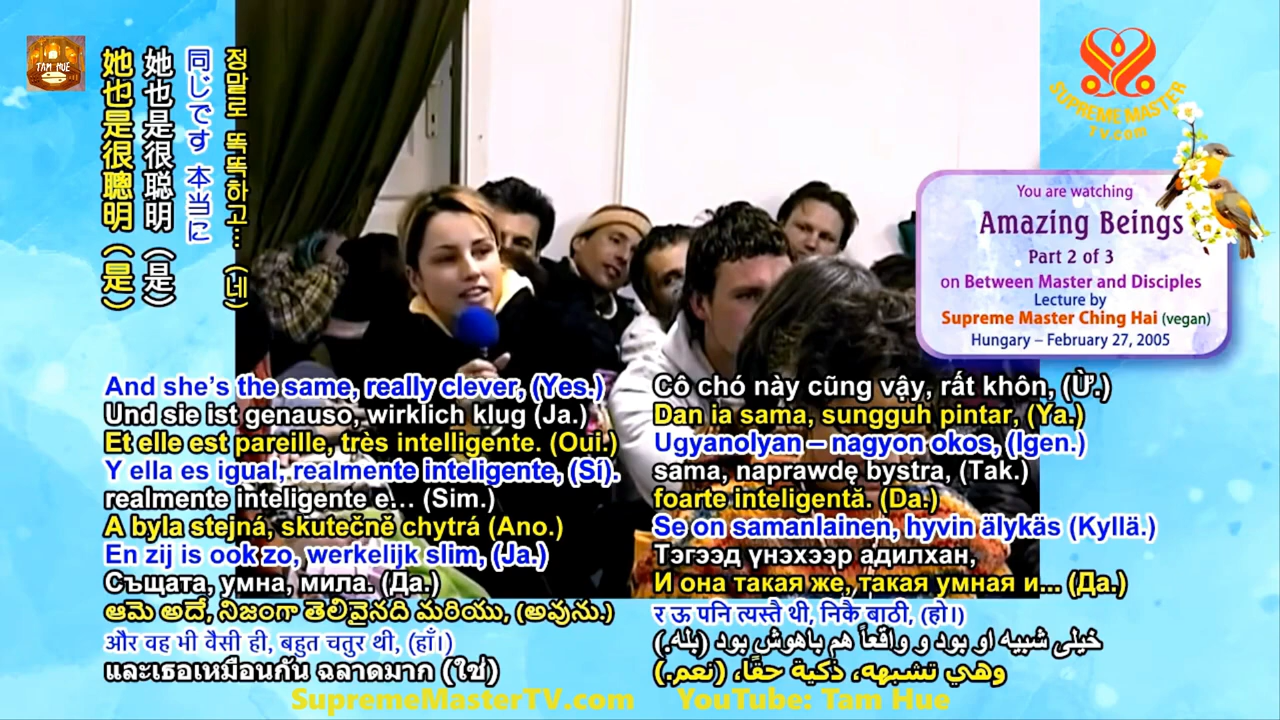 TAM HUE
她也是很聰明（是）
她也是很聪明（是）
同じです 本当に
정말로 똑똑하고… (네)
SUPREME MASTER
TV.com
You are watching
Amazing Beings
Part 2 of 3
on Between Master and Disciples
Lecture by
Supreme Master Ching Hai (vegan)
Hungary – February 27, 2005
And she's the same, really clever, (Yes.)
Und sie ist genauso, wirklich klug (Ja.)
Et elle est pareille, très intelligente. (Oui.)
Y ella es igual, realmente inteligente, (Sí).
realmente inteligente e… (Sim.)
A byla stejná, skutečně chytrá (Ano.)
En zij is ook zo, werkelijk slim, (Ja.)
Същата, умна, мила. (Да.)
ఆమె అదే, నిజంగా తెలివైనది మరియు, (అవును.)
और वह भी वैसी ही, बहुत चतुर थी, (हाँ।)
และเธอเหมือนกัน ฉลาดมาก (ใช่)
Cô chó này cũng vậy, rất khôn, (Ừ.)
Dan ia sama, sungguh pintar, (Ya.)
Ugyanolyan – nagyon okos, (Igen.)
sama, naprawdę bystra, (Tak.)
foarte inteligentă. (Da.)
Se on samanlainen, hyvin älykäs (Kyllä.)
Тэгээд үнэхээр адилхан,
И она такая же, такая умная и... (Да.)
र ऊ पनि त्यस्तै थी, निकै बाठी, (हो।)
خیلی شبیه او بود و واقعاً هم باهوش بود (بله.)
وهي تشبهه، ذكية حقًا، (نعم.)
SupremeMasterTV.com
YouTube: Tam Hue